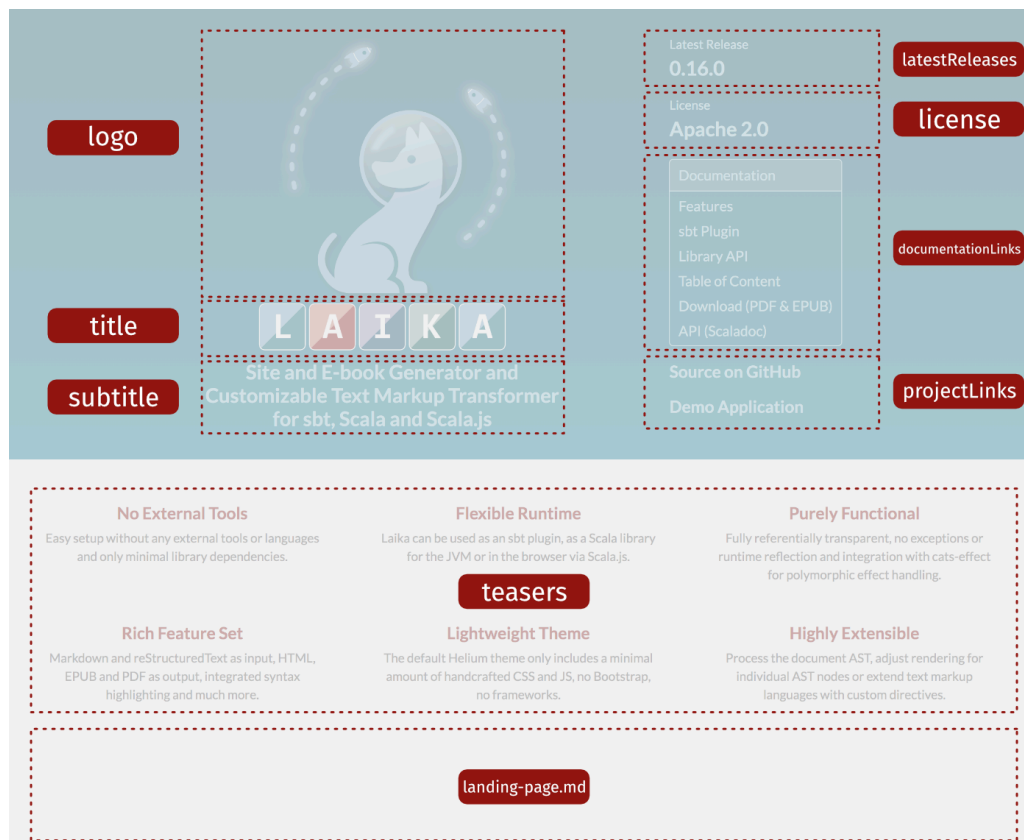 logo
title
subtitle
LAIKA
Site and E-book Generator and
Customizable Text Markup Transformer
for sbt, Scala and Scala.js
Latest Release
0.16.0
License
Apache 2.0
Documentation
Features
sbt Plugin
Library API
Table of Content
Download (PDF & EPUB)
API (Scaladoc)
Source on GitHub
Demo Application
latestReleases
license
documentationLinks
projectLinks
No External Tools
Easy setup without any external tools or languages
and only minimal library dependencies.
Flexible Runtime
Laika can be used as an sbt plugin, as a Scala library
for the JVM or in the browser via Scala.js.
Purely Functional
Fully referentially transparent, no exceptions or
runtime reflection and integration with cats-effect
for polymorphic effect handling.
teasers
Rich Feature Set
Markdown and reStructuredText as input, HTML,
EPUB and PDF as output, integrated syntax
highlighting and much more.
Lightweight Theme
The default Helium theme only includes a minimal
amount of handcrafted CSS and JS, no Bootstrap,
no frameworks.
Highly Extensible
Process the document AST, adjust rendering for
individual AST nodes or extend text markup
languages with custom directives.
landing-page.md